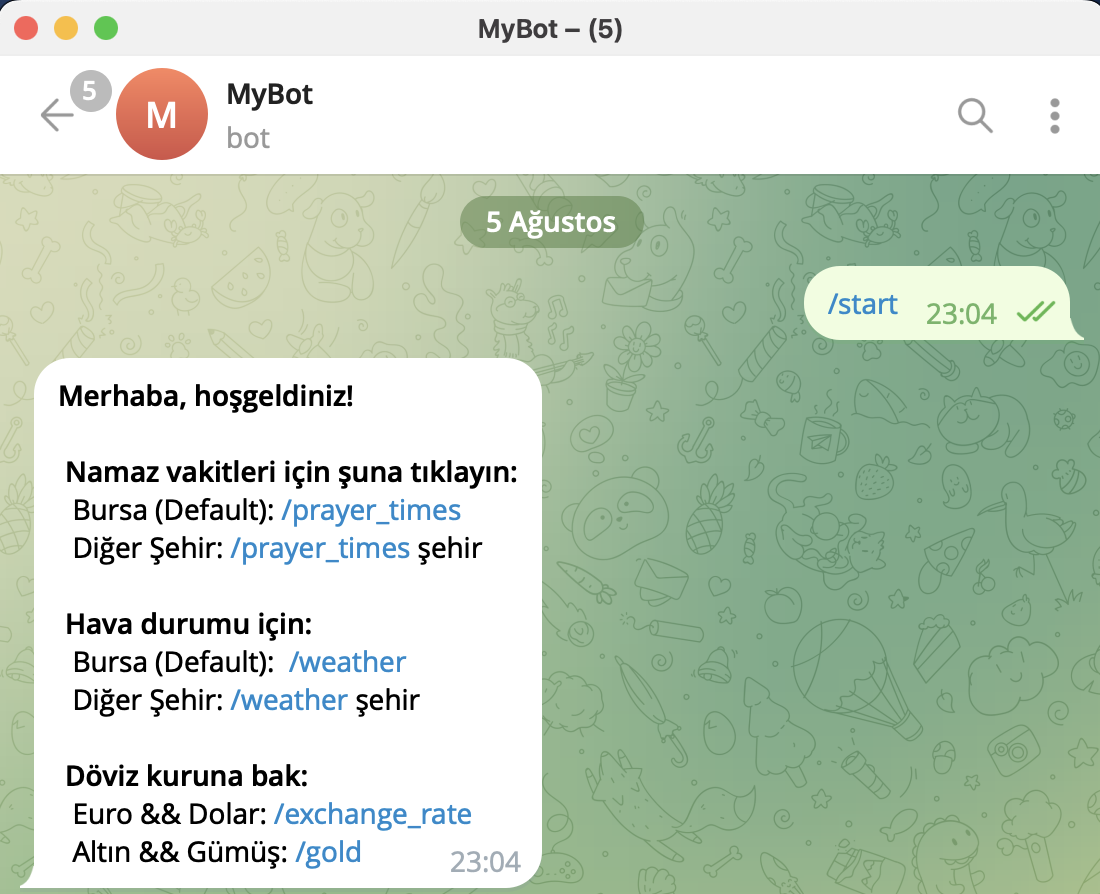 MyBot – (5)
5
M
MyBot
bot
5 Ağustos
/start 23:04
Merhaba, hoşgeldiniz!
Namaz vakitleri için şuna tıklayın:
Bursa (Default): /prayer_times
Diğer Şehir: /prayer_times şehir
Hava durumu için:
Bursa (Default): /weather
Diğer Şehir: /weather şehir
Döviz kuruna bak:
Euro && Dolar: /exchange_rate
Altın && Gümüş: /gold
23:04